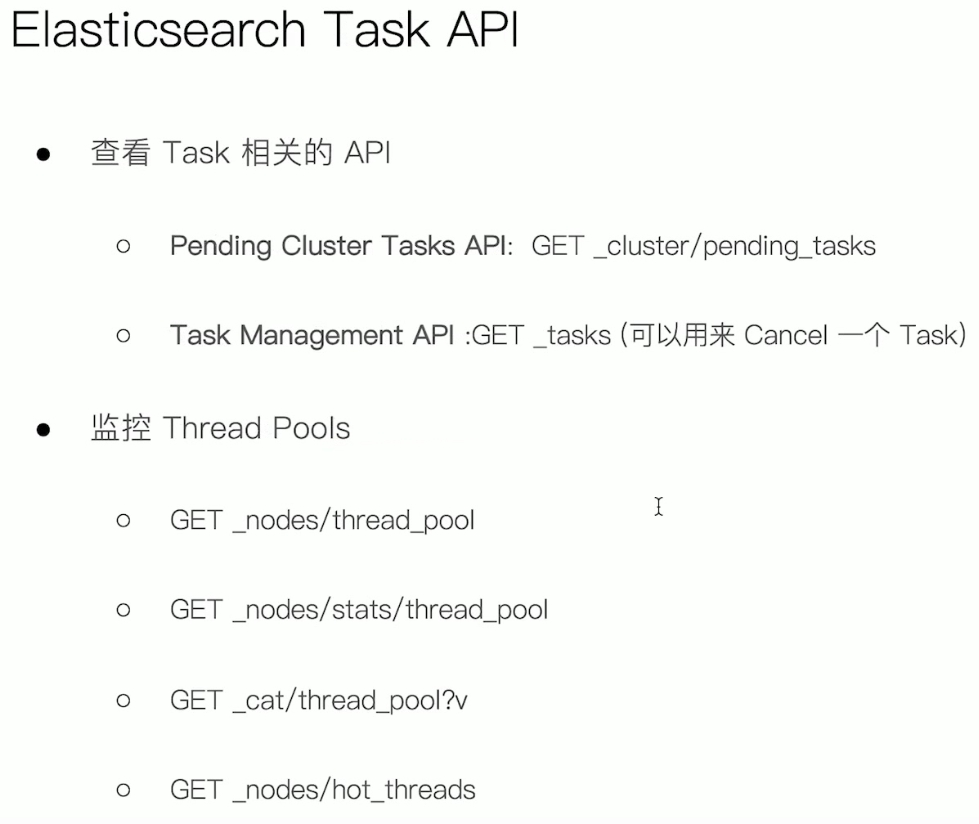 Elasticsearch Task API
查看 Task 相关的 API
Pending Cluster Tasks API: GET _cluster/pending_tasks
Task Management API :GET _tasks (可以用来 Cancel 一个 Task)
监控 Thread Pools
GET _nodes/thread_pool
GET _nodes/stats/thread_pool
GET _cat/thread_pool?v
GET _nodes/hot_threads